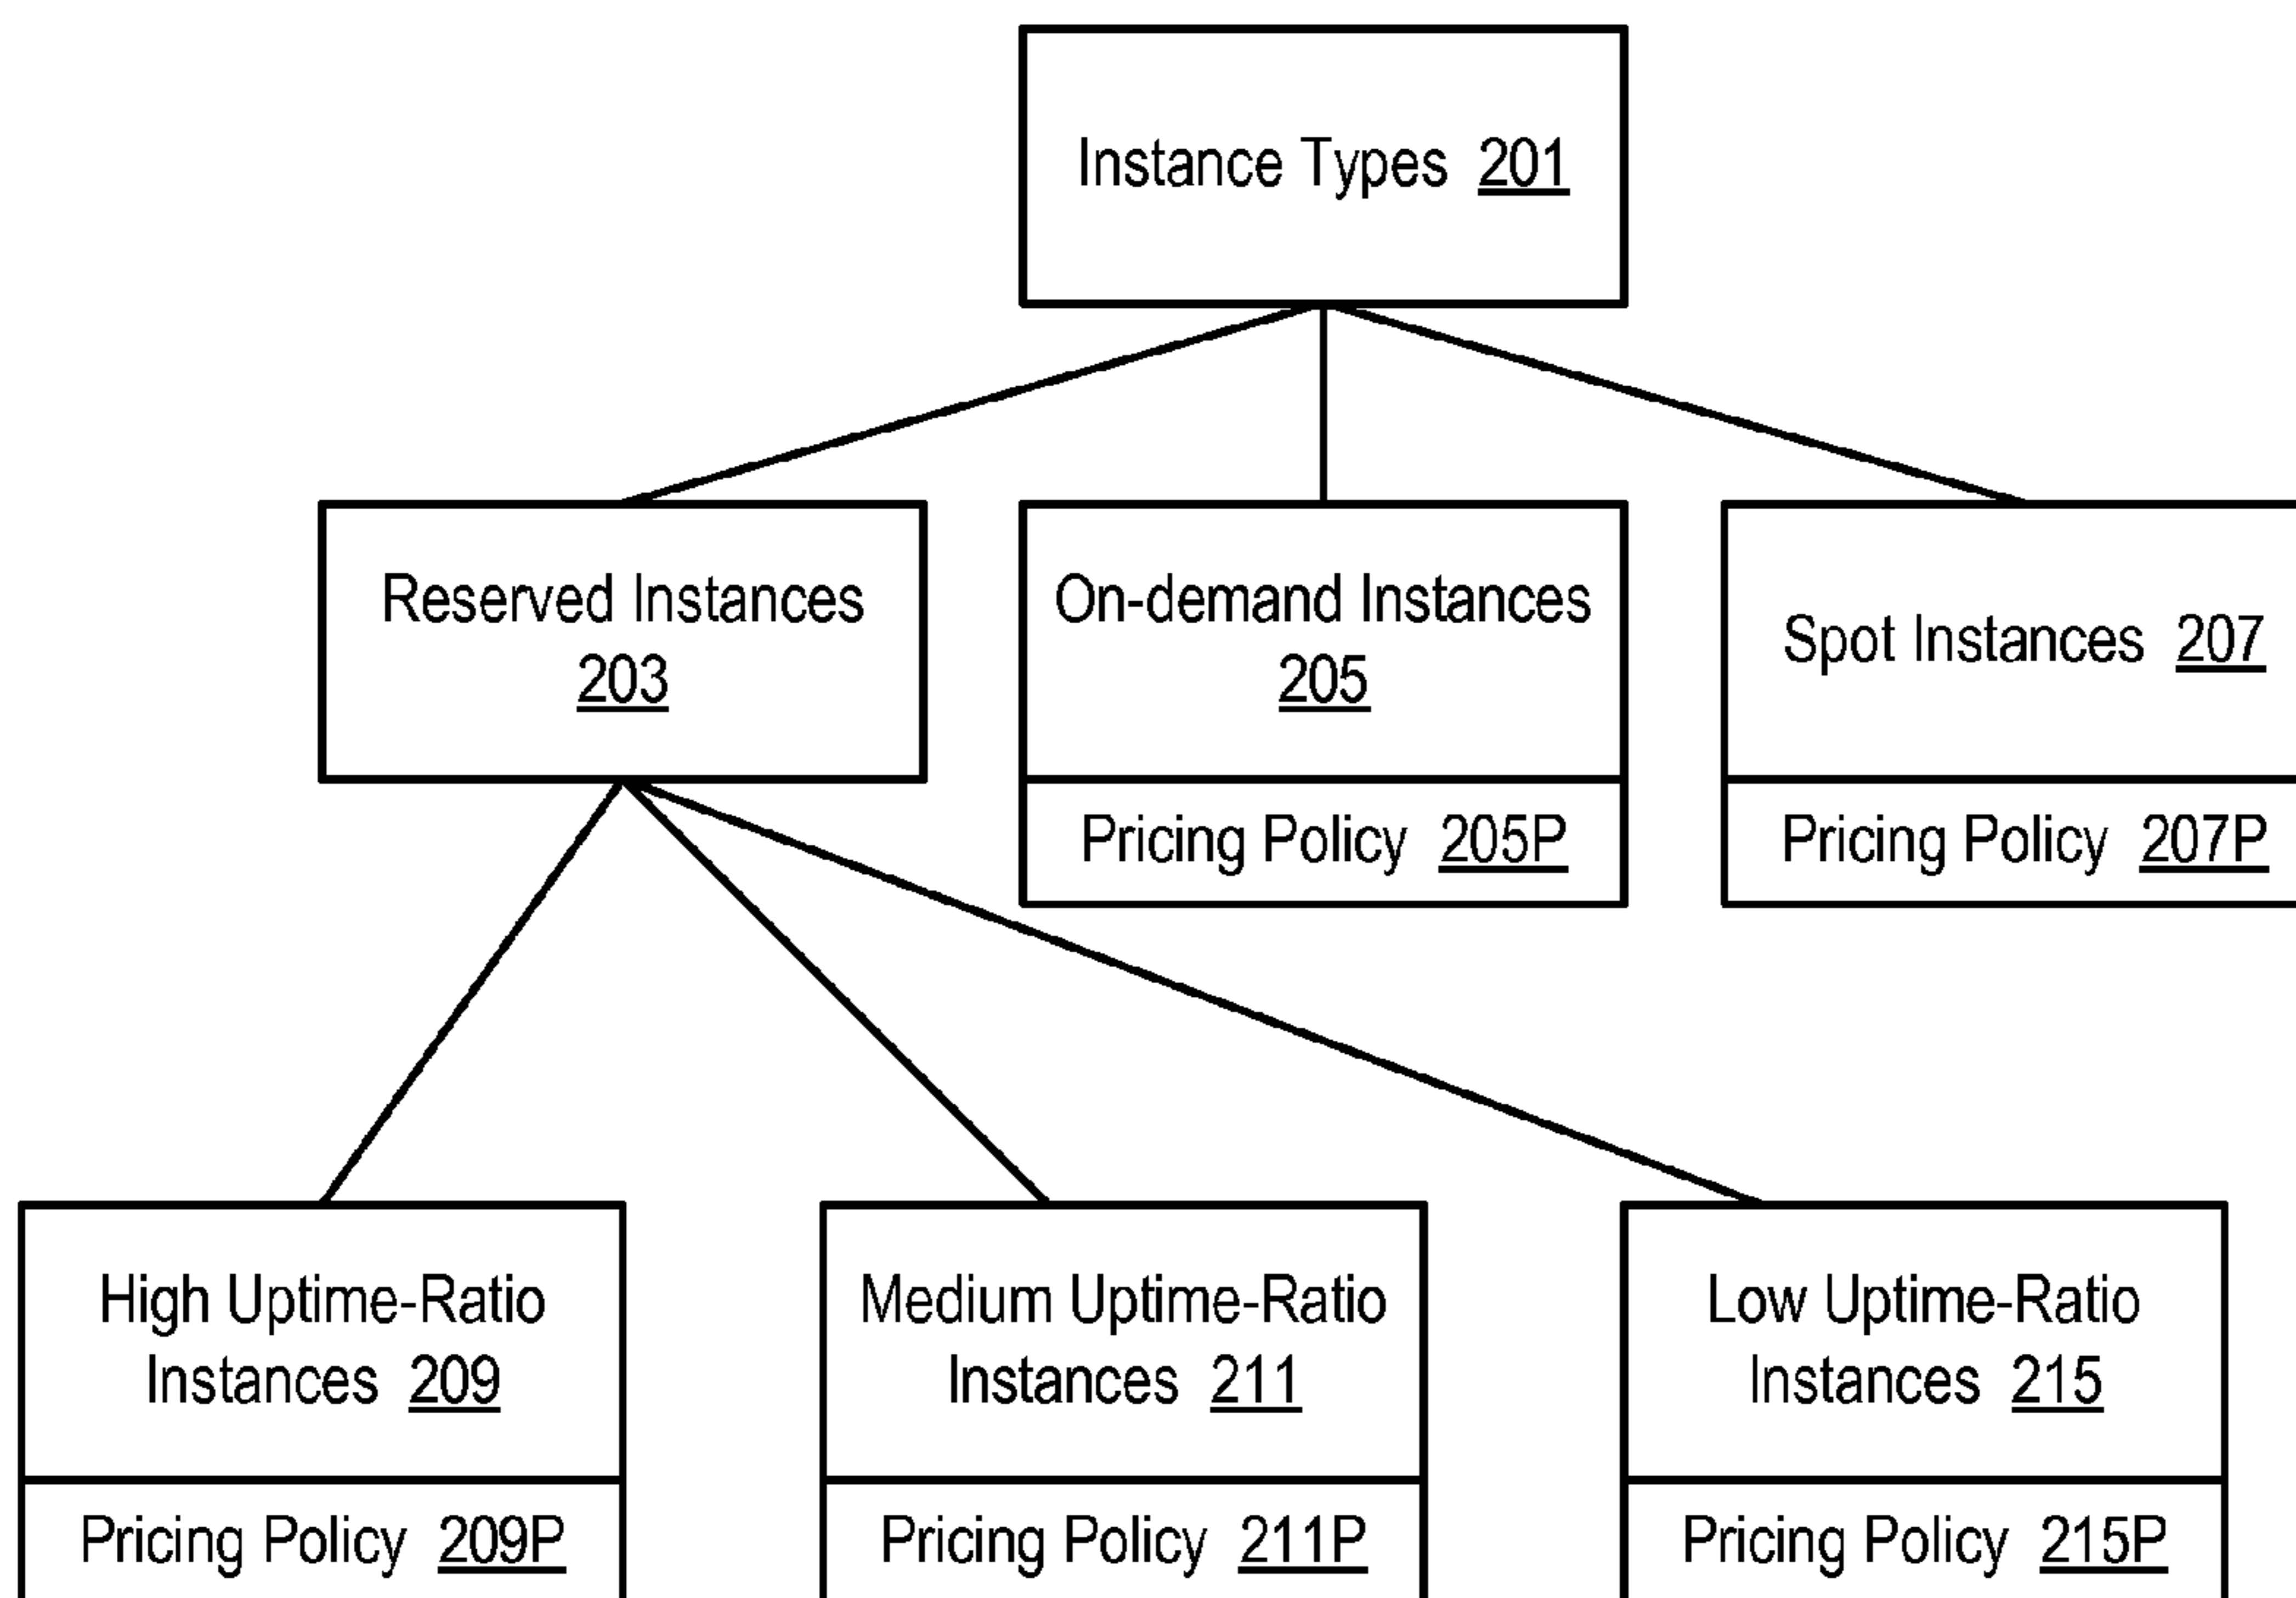 Instance Types 201
Reserved Instances
203
On-demand Instances
205
Pricing Policy 205P
Spot Instances 207
Pricing Policy 207P
High Uptime-Ratio
Instances 209
Pricing Policy 209P
Medium Uptime-Ratio
Instances 211
Pricing Policy 211P
Low Uptime-Ratio
Instances 215
Pricing Policy 215P